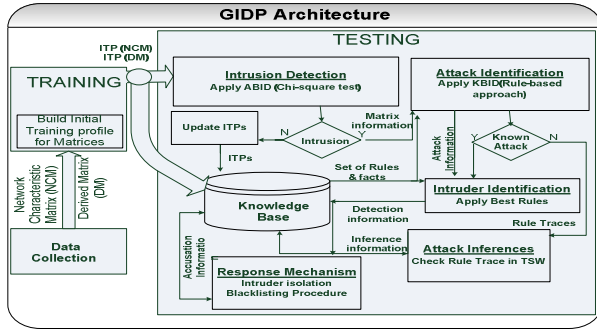 GIDP Architecture
ITP (NCM)
ITP (DM)
TESTING
TRAINING
Build Initial
Training profile
for Matrices
Network
Characteristic
Matrix (NCM)
Derived Matrix
(DM)
Data
Collection
Intrusion Detection
Apply ABID(Chi-square test)
Update ITPs
N
Intrusion
Y
Matrix
information
ITPs
Attack Identification
Apply KBID(Rule-based
approach)
Attack
information
Y
Known
Attack
N
Set of Rules
& facts
Knowledge
Base
Intruder Identification
Apply Best Rules
Detection
information
Rule Traces
Inference
information
Attack Inferences
Check Rule Trace in TSW
Accusation
Informatio
Response Mechanism
Intruder isolation
Blacklisting Procedure